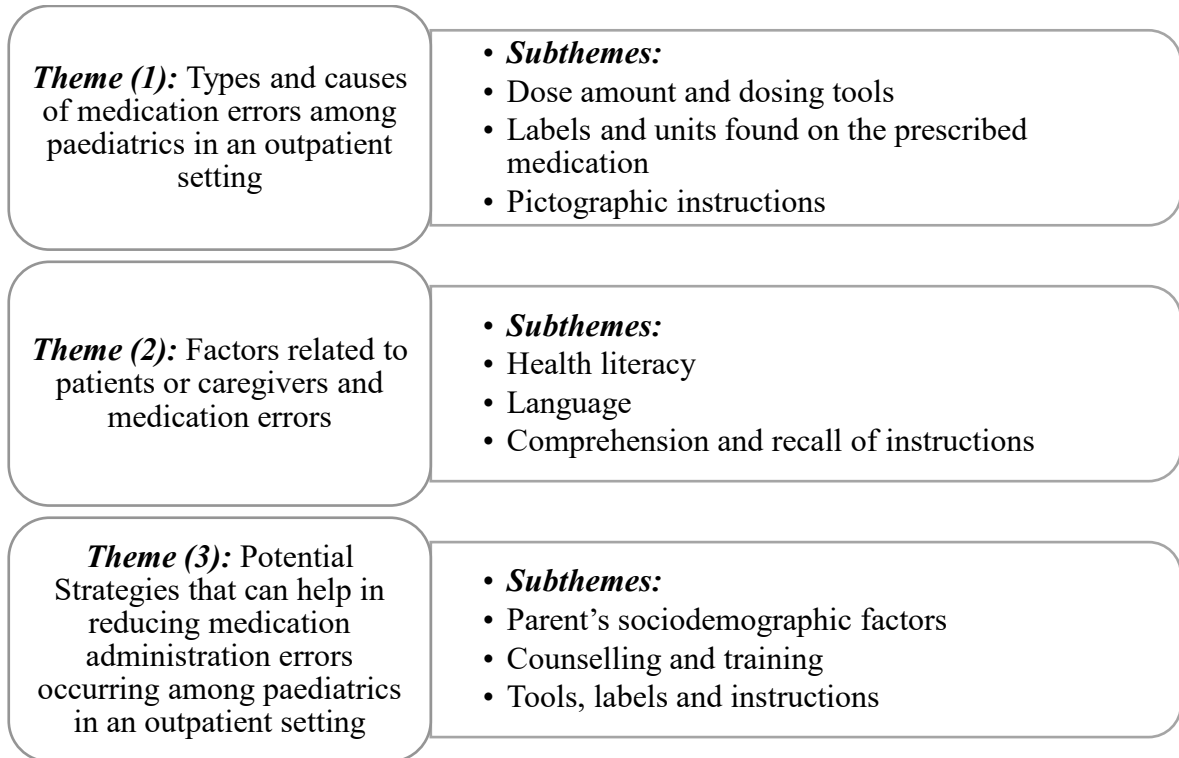 Theme (1): Types and causes
of medication errors among
paediatrics in an outpatient
setting
• Subthemes:
• Dose amount and dosing tools
• Labels and units found on the prescribed
medication
• Pictographic instructions
Theme (2): Factors related to
patients or caregivers and
medication errors
• Subthemes:
• Health literacy
• Language
• Comprehension and recall of instructions
Theme (3): Potential
Strategies that can help in
reducing medication
administration errors
occurring among paediatrics
in an outpatient setting
• Subthemes:
• Parent’s sociodemographic factors
• Counselling and training
• Tools, labels and instructions